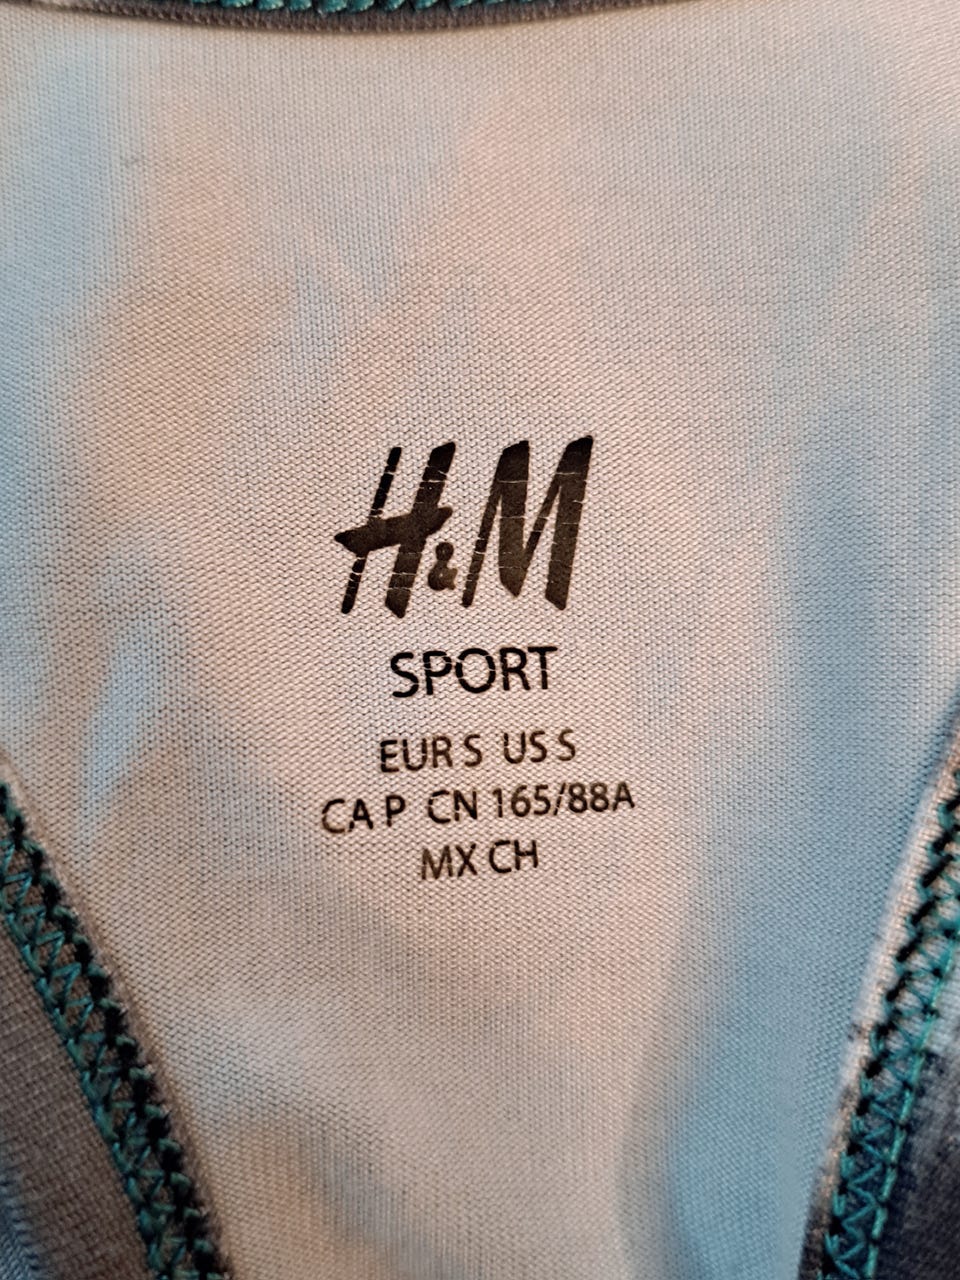 H&M
SPORT
EUR S US S
CA P CN 165/88A
MX CH